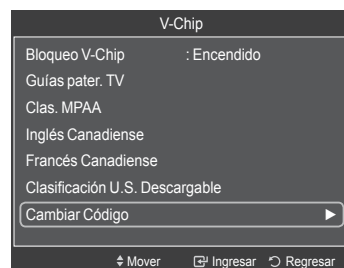 V-Chip
Bloqueo V-Chip : Encendido
Guías pater. TV
Clas. MPAA
Inglés Canadiense
Francés Canadiense
Clasificación U.S. Descargable
Cambiar Código
Mover Ingresar Regresar